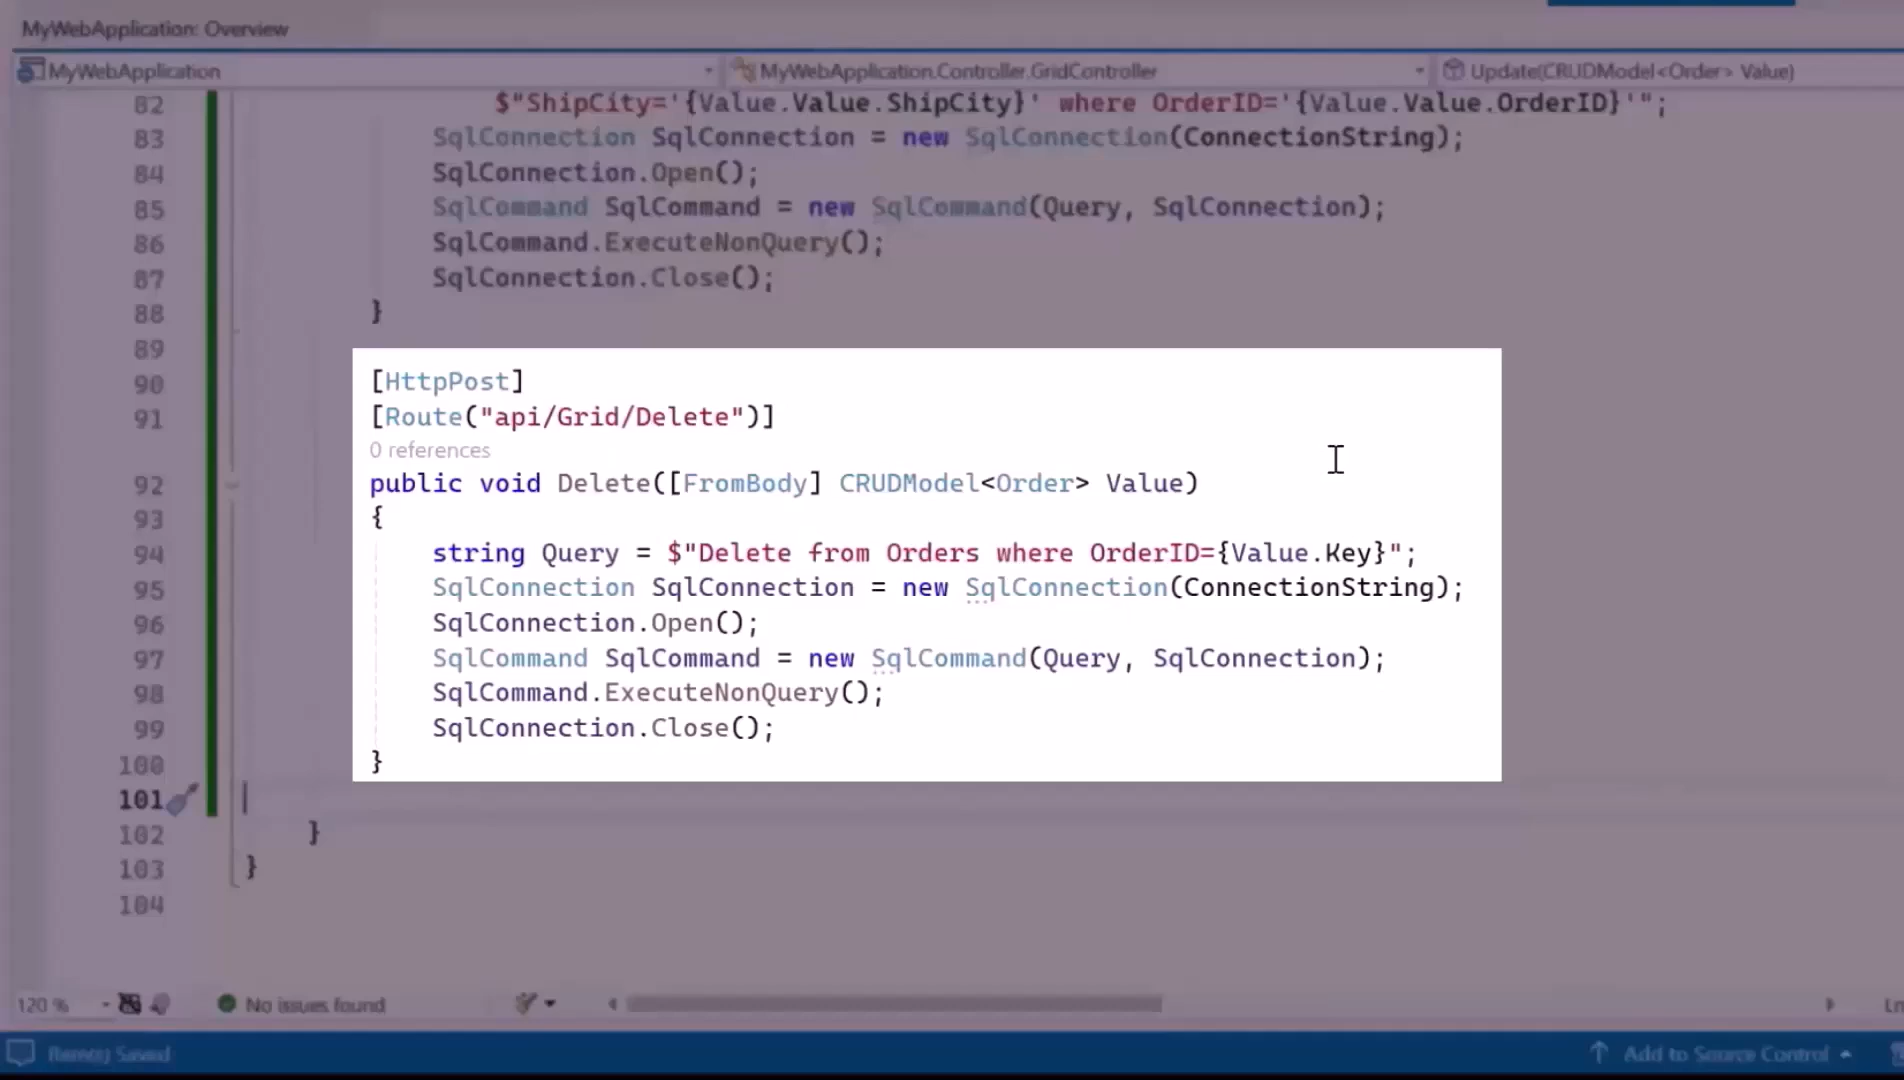 MyWebApplication: Overview
MyWebApplication MyWebApplication.Controller.GridController Update(CRUDModel<Order> Value)
82 $"ShipCity='{Value.Value.ShipCity}' where OrderID='{Value.Value.OrderID}'";
83 SqlConnection SqlConnection = new SqlConnection(ConnectionString);
84 SqlConnection.Open();
85 SqlCommand SqlCommand = new SqlCommand(Query, SqlConnection);
86 SqlCommand.ExecuteNonQuery();
87 SqlConnection.Close();
88 }
89
90 [HttpPost]
91 [Route("api/Grid/Delete")]
0 references
92 public void Delete([FromBody] CRUDModel<Order> Value)
93 {
94 string Query = $"Delete from Orders where OrderID={Value.Key}";
95 SqlConnection SqlConnection = new SqlConnection(ConnectionString);
96 SqlConnection.Open();
97 SqlCommand SqlCommand = new SqlCommand(Query, SqlConnection);
98 SqlCommand.ExecuteNonQuery();
99 SqlConnection.Close();
100 }
101
102 }
103 }
104
120 % No issues found Ln
Item(s) Saved Add to Source Control